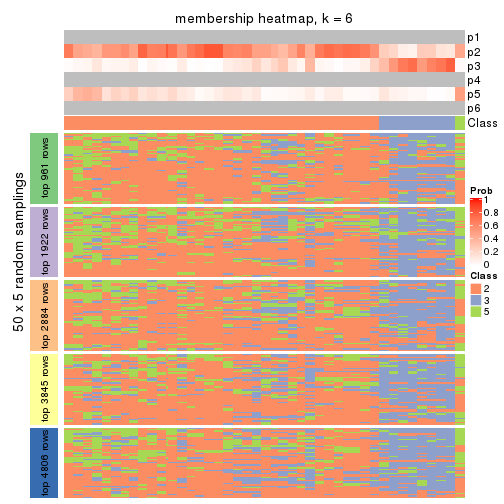 membership heatmap, k = 6
p1
p2
p3
p4
p5
p6
Class
50 x 5 random samplings
top 961 rows
top 1922 rows
top 2884 rows
top 3845 rows
top 4806 rows
Prob
1
0.8
0.6
0.4
0.2
0
Class
2
3
5